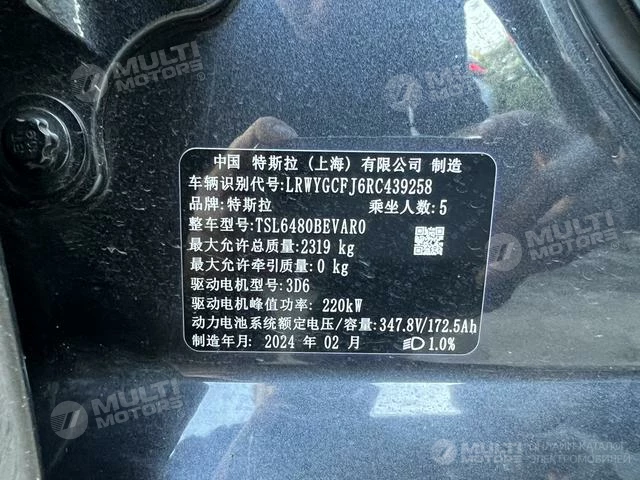 MULTI
MOTORS
MULTI
MOTORS
中国 特斯拉（上海）有限公司 制造
车辆识别代号:LRWYGCFJ6RC439258
品牌:特斯拉 乘坐人数:5
整车型号:TSL6480BEVAR0
最大允许总质量:2319 kg
最大允许牵引质量:0 kg
驱动电机型号:3D6
驱动电机峰值功率: 220kW
动力电池系统额定电压/容量:347.8V/172.5Ah
制造年月: 2024 年 02 月 1.0%
MULTI
MOTORS
MULTI
MOTORS
ОНЛАЙН-КАТАЛОГ
ЭЛЕКТРОМОБИЛЕЙ